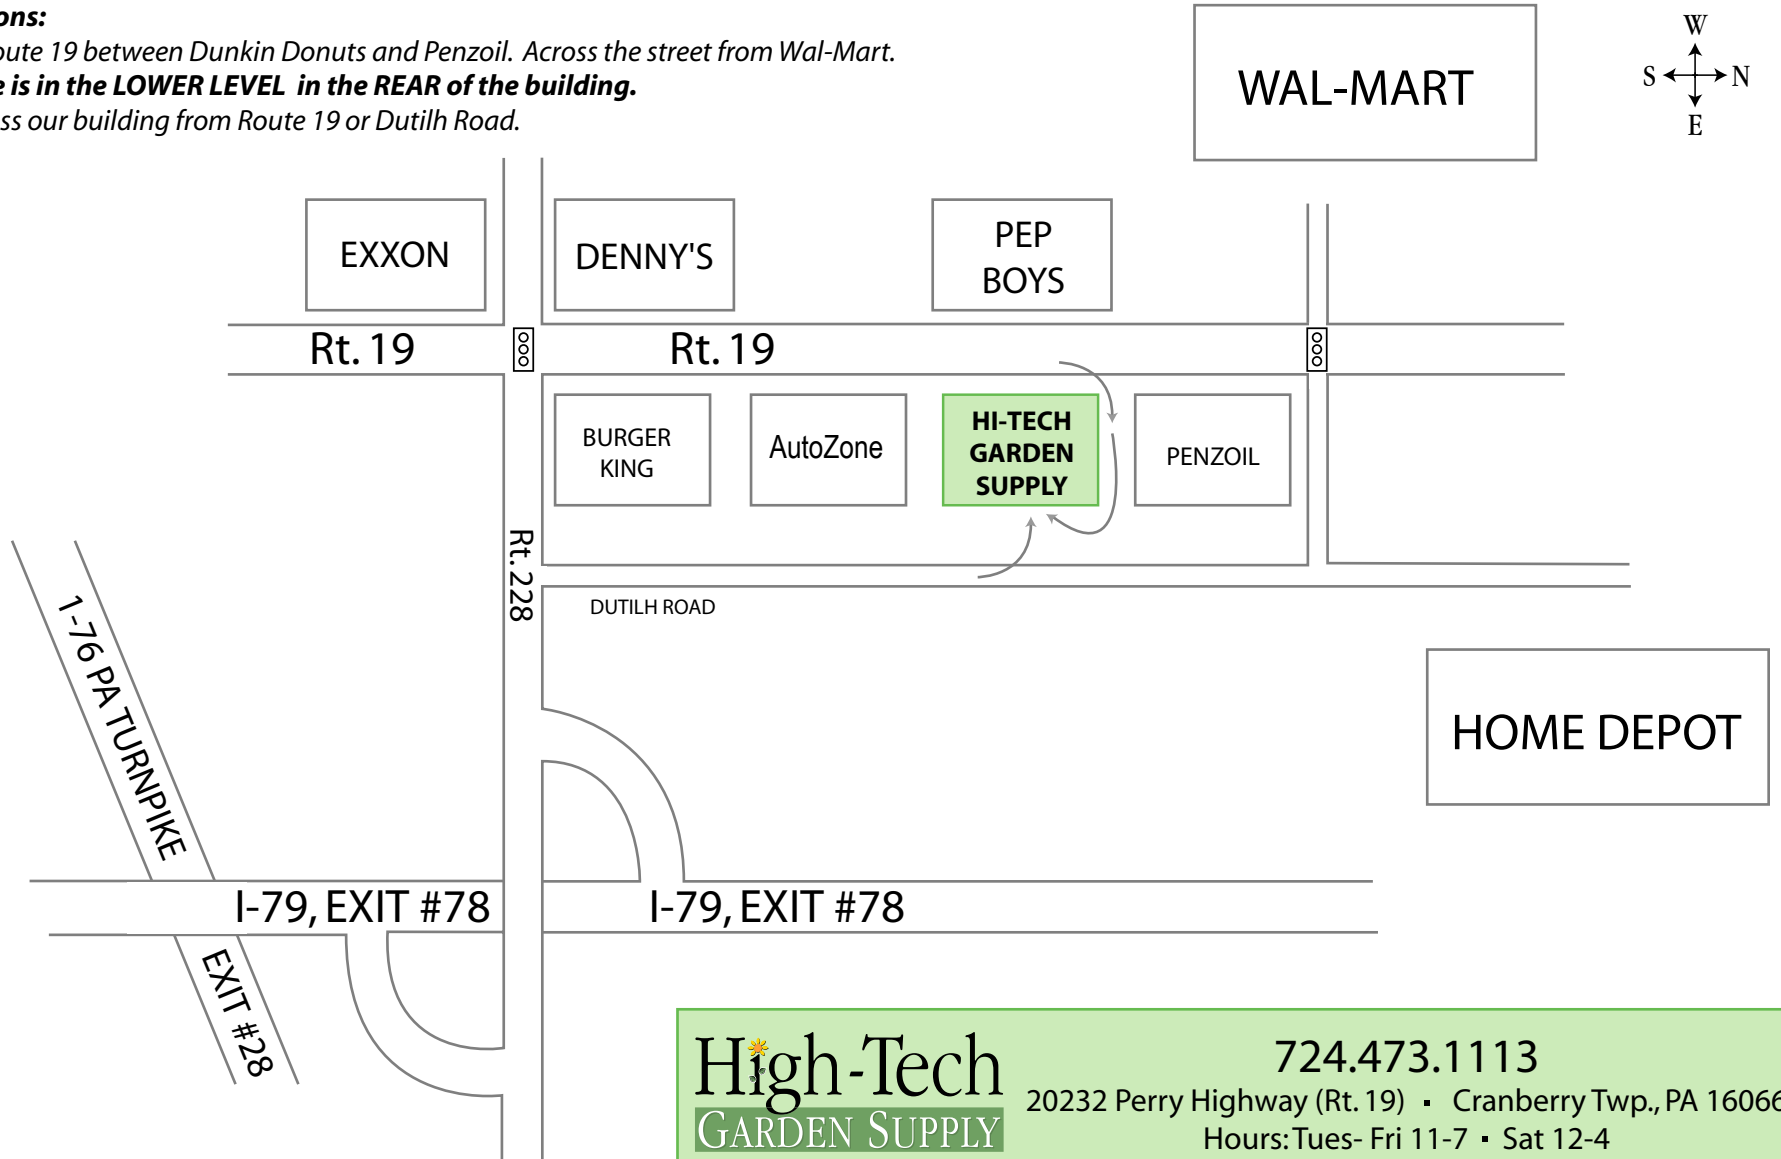 ons:
oute 19 between Dunkin Donuts and Penzoil. Across the street from Wal-Mart.
e is in the LOWER LEVEL in the REAR of the building.
ss our building from Route 19 or Dutilh Road.
WAL-MART
W
S N
E
EXXON
DENNY'S
PEP
BOYS
Rt. 19
Rt. 19
BURGER
KING
AutoZone
HI-TECH
GARDEN
SUPPLY
PENZOIL
Rt. 228
DUTILH ROAD
1-76 PA TURNPIKE
HOME DEPOT
I-79, EXIT #78
I-79, EXIT #78
EXIT #28
High-Tech
GARDEN SUPPLY
724.473.1113
20232 Perry Highway (Rt. 19) ▪ Cranberry Twp., PA 16066
Hours: Tues- Fri 11-7 ▪ Sat 12-4